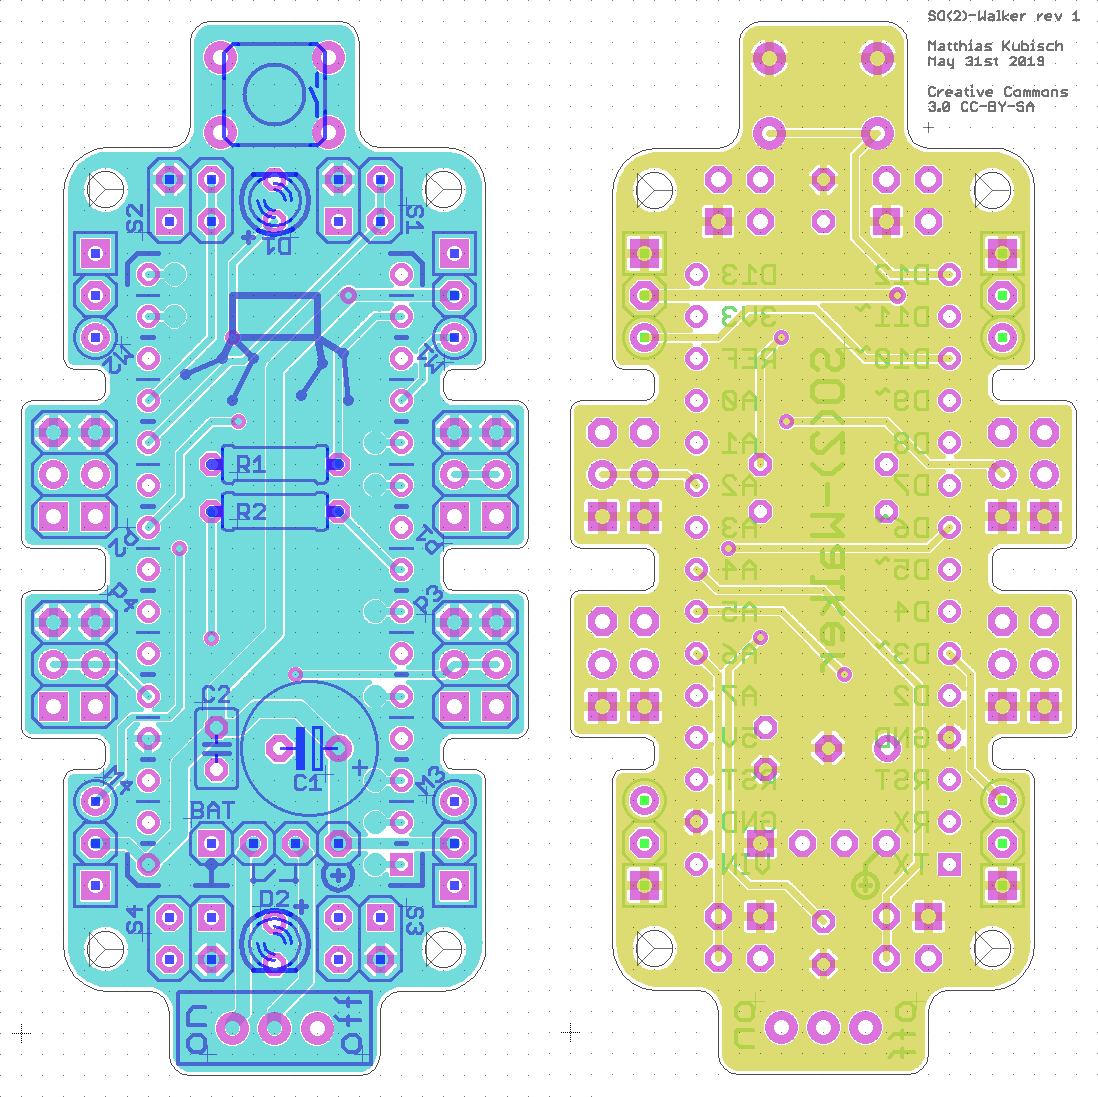 SO(2)-Walker rev 1
Matthias Kubisch
May 31st 2019
Creative Commons
3.0 CC-BY-SA
S2
D1
S1
M2
M1
R1
R2
P2
P1
P4
P3
C2
C1
M4
M3
BAT
D2
S4
S3
On
Off
D13
D12
3V3
D11~
REF
D10~
A0
D9~
A1
D8
A2
D7
A3
D6~
A4
D5~
A5
D4
A6
D3~
A7
D2
5V
GND
RST
RST
GND
RX
VIN
TX
SO(2)-Walker
On
Off